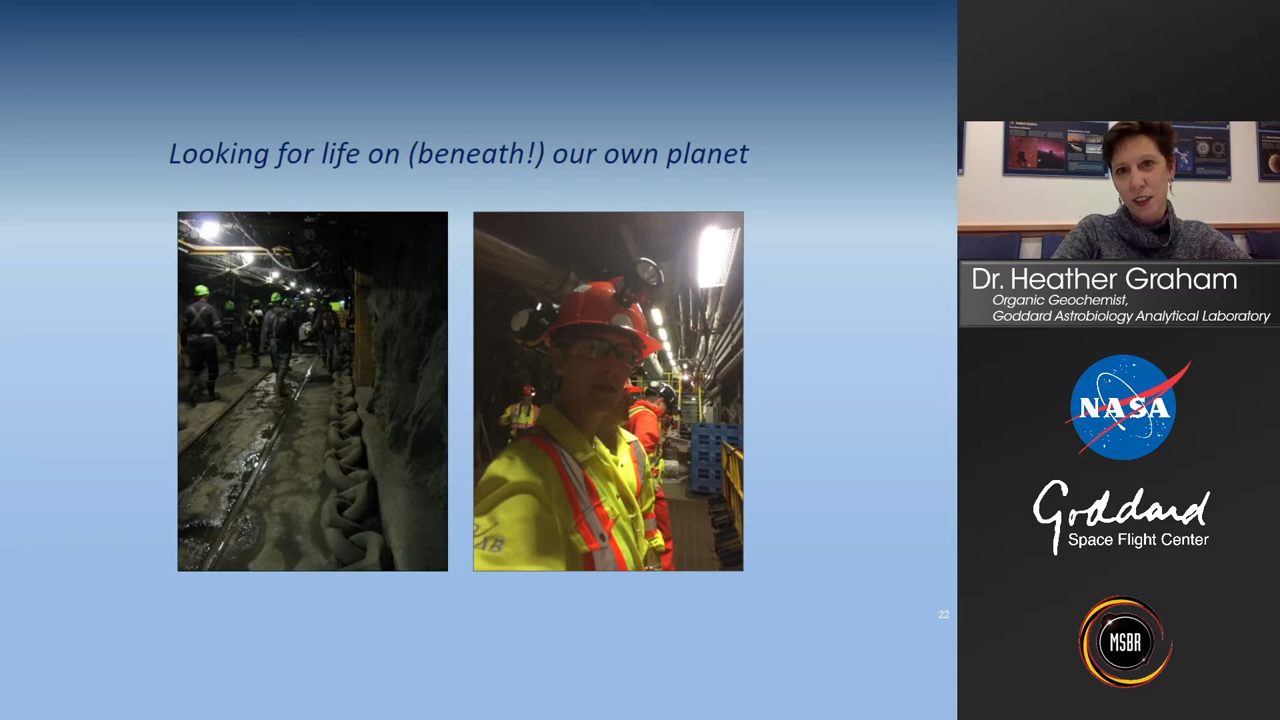 Looking for life on (beneath!) our own planet
22
Dr. Heather Graham
Organic Geochemist,
Goddard Astrobiology Analytical Laboratory
NASA
Goddard
Space Flight Center
MSBR